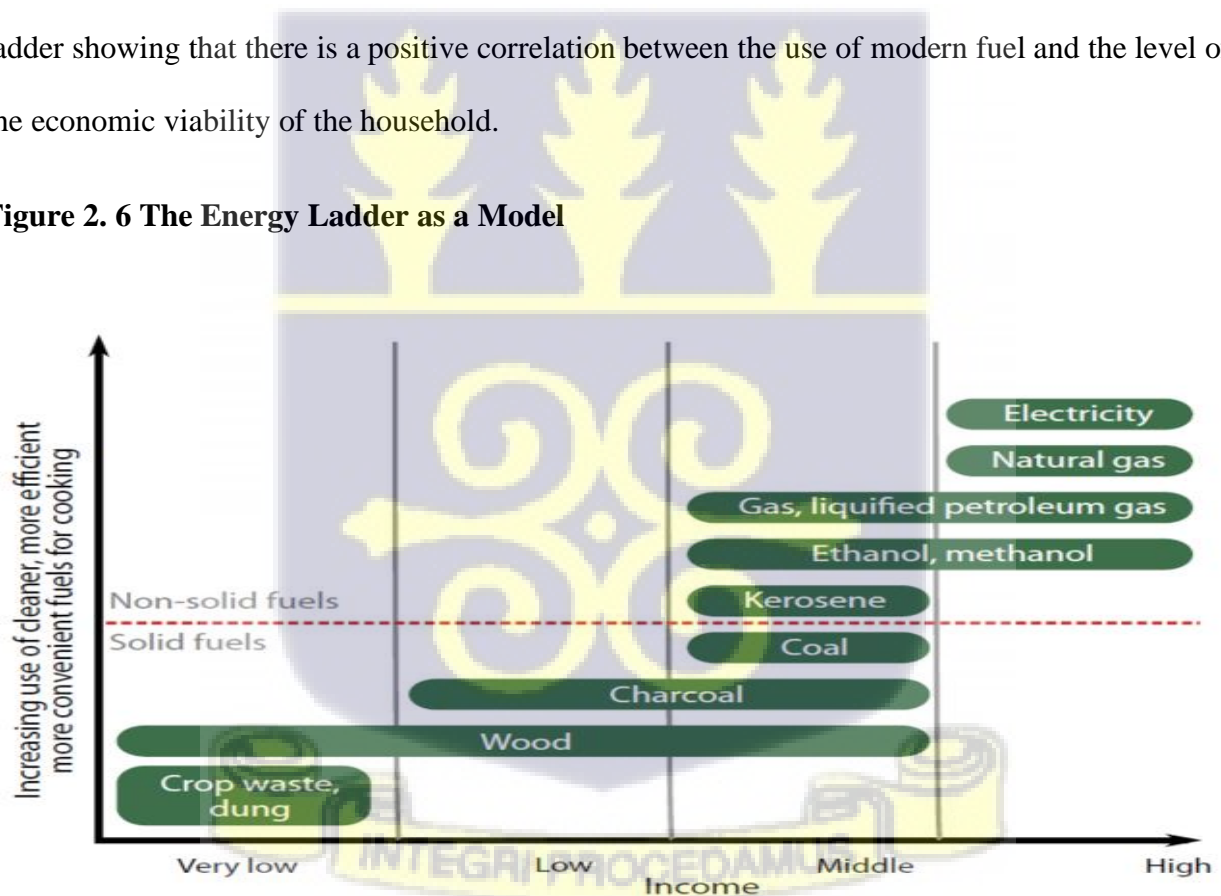 adder showing that there is a positive correlation between the use of modern fuel and the level o
he economic viability of the household.
Figure 2. 6 The Energy Ladder as a Model
Increasing use of cleaner, more efficient
more convenient fuels for cooking
Electricity
Natural gas
Gas, liquified petroleum gas
Ethanol, methanol
Non-solid fuels
Kerosene
Solid fuels
Coal
Charcoal
Wood
Crop waste,
dung
INTEGRI PROCEDAMUS
Very low
Low
Middle
High
Income